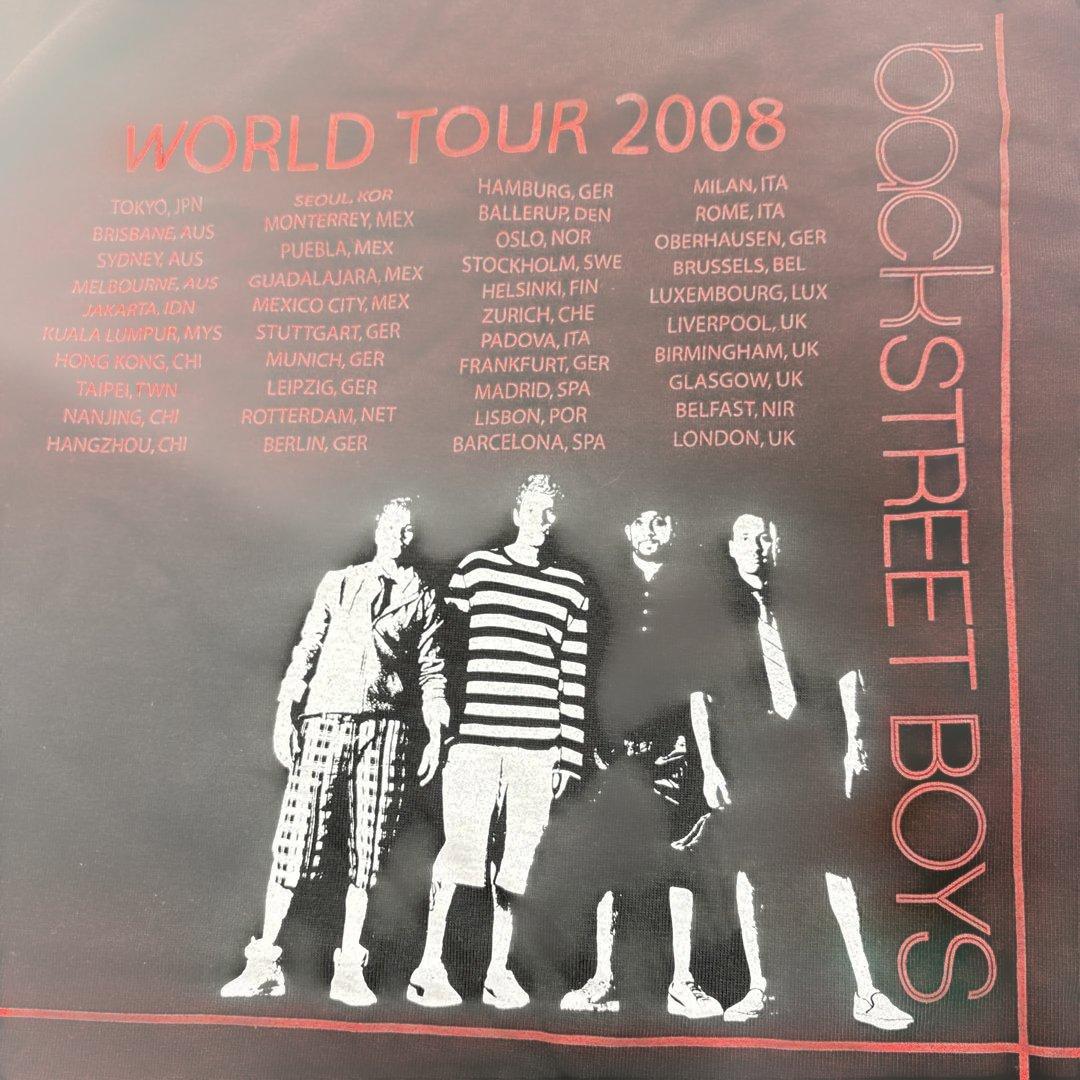 WORLD TOUR 2008
TOKYO, JPN
BRISBANE, AUS
SYDNEY, AUS
MELBOURNE, AUS
JAKARTA, IDN
KUALA LUMPUR, MYS
HONG KONG, CHI
TAIPEI, TWN
NANJING, CHI
HANGZHOU, CHI
SEOUL, KOR
MONTERREY, MEX
PUEBLA, MEX
GUADALAJARA, MEX
MEXICO CITY, MEX
STUTTGART, GER
MUNICH, GER
LEIPZIG, GER
ROTTERDAM, NET
BERLIN, GER
HAMBURG, GER
BALLERUP, DEN
OSLO, NOR
STOCKHOLM, SWE
HELSINKI, FIN
ZURICH, CHE
PADOVA, ITA
FRANKFURT, GER
MADRID, SPA
LISBON, POR
BARCELONA, SPA
MILAN, ITA
ROME, ITA
OBERHAUSEN, GER
BRUSSELS, BEL
LUXEMBOURG, LUX
LIVERPOOL, UK
BIRMINGHAM, UK
GLASGOW, UK
BELFAST, NIR
LONDON, UK
backSTREET BOYS